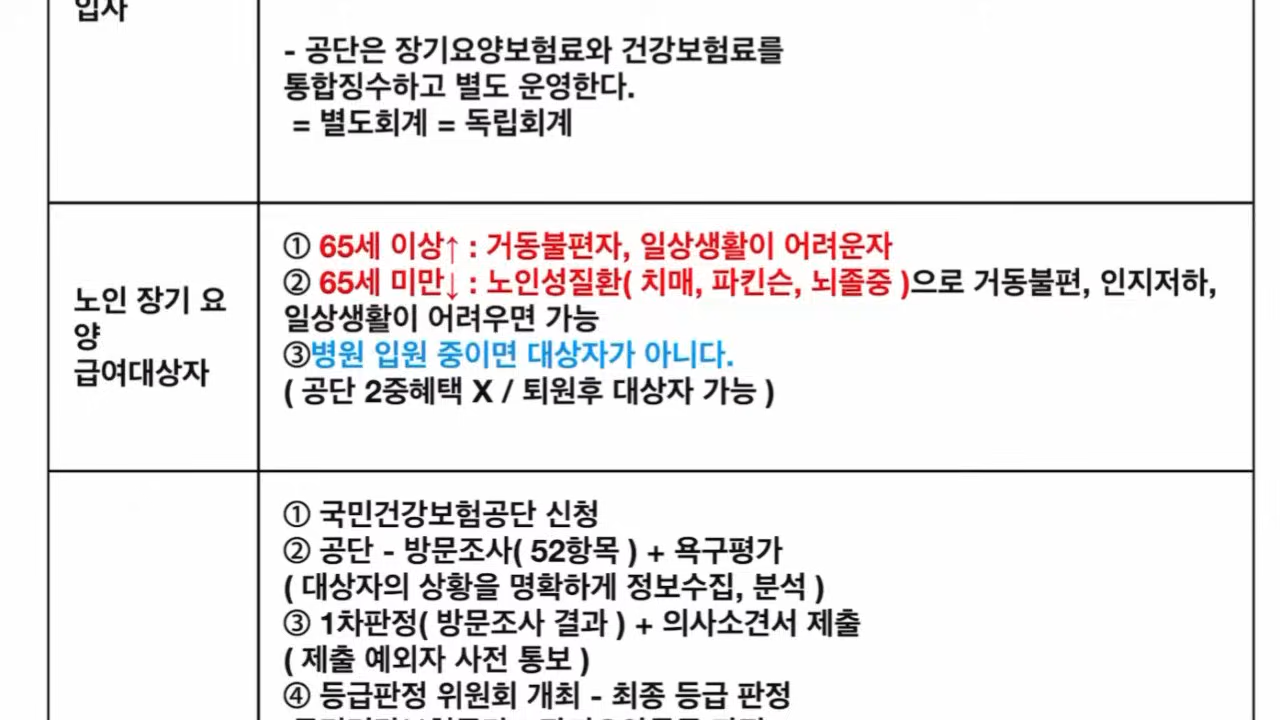 입자
- 공단은 장기요양보험료와 건강보험료를
통합징수하고 별도 운영한다.
= 별도회계 = 독립회계
노인 장기 요
양
급여대상자
① 65세 이상↑ : 거동불편자, 일상생활이 어려운자
② 65세 미만↓ : 노인성질환( 치매, 파킨슨, 뇌졸중 )으로 거동불편, 인지저하,
일상생활이 어려우면 가능
③병원 입원 중이면 대상자가 아니다.
( 공단 2중혜택 X / 퇴원후 대상자 가능 )
① 국민건강보험공단 신청
② 공단 - 방문조사( 52항목 ) + 욕구평가
( 대상자의 상황을 명확하게 정보수집, 분석 )
③ 1차판정( 방문조사 결과 ) + 의사소견서 제출
( 제출 예외자 사전 통보 )
④ 등급판정 위원회 개최 - 최종 등급 판정